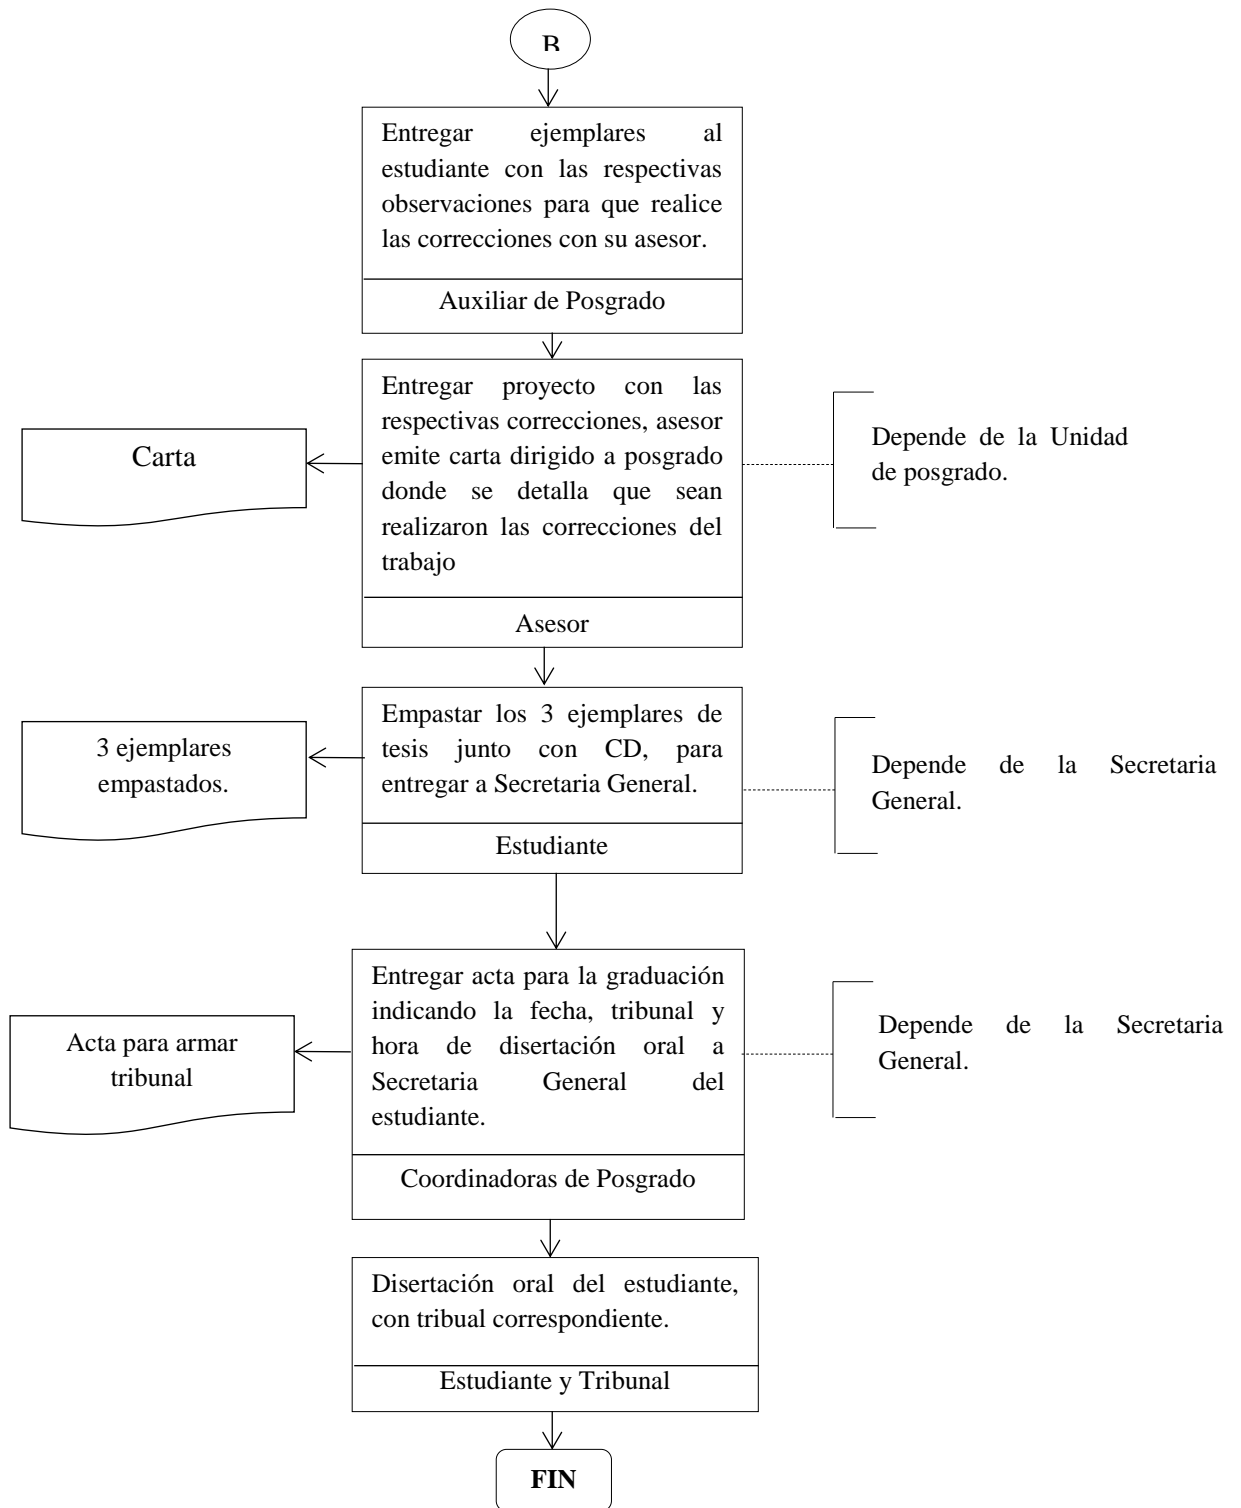 B
Entregar ejemplares al
estudiante con las respectivas
observaciones para que realice
las correcciones con su asesor.
Auxiliar de Posgrado
Entregar proyecto con las
respectivas correcciones, asesor
emite carta dirigido a posgrado
donde se detalla que sean
realizaron las correcciones del
trabajo
Asesor
Carta
Depende de la Unidad
de posgrado.
Empastar los 3 ejemplares de
tesis junto con CD, para
entregar a Secretaria General.
Estudiante
3 ejemplares
empastados.
Depende de la Secretaria
General.
Entregar acta para la graduación
indicando la fecha, tribunal y
hora de disertación oral a
Secretaria General del
estudiante.
Coordinadoras de Posgrado
Acta para armar
tribunal
Depende de la Secretaria
General.
Disertación oral del estudiante,
con tribual correspondiente.
Estudiante y Tribunal
FIN